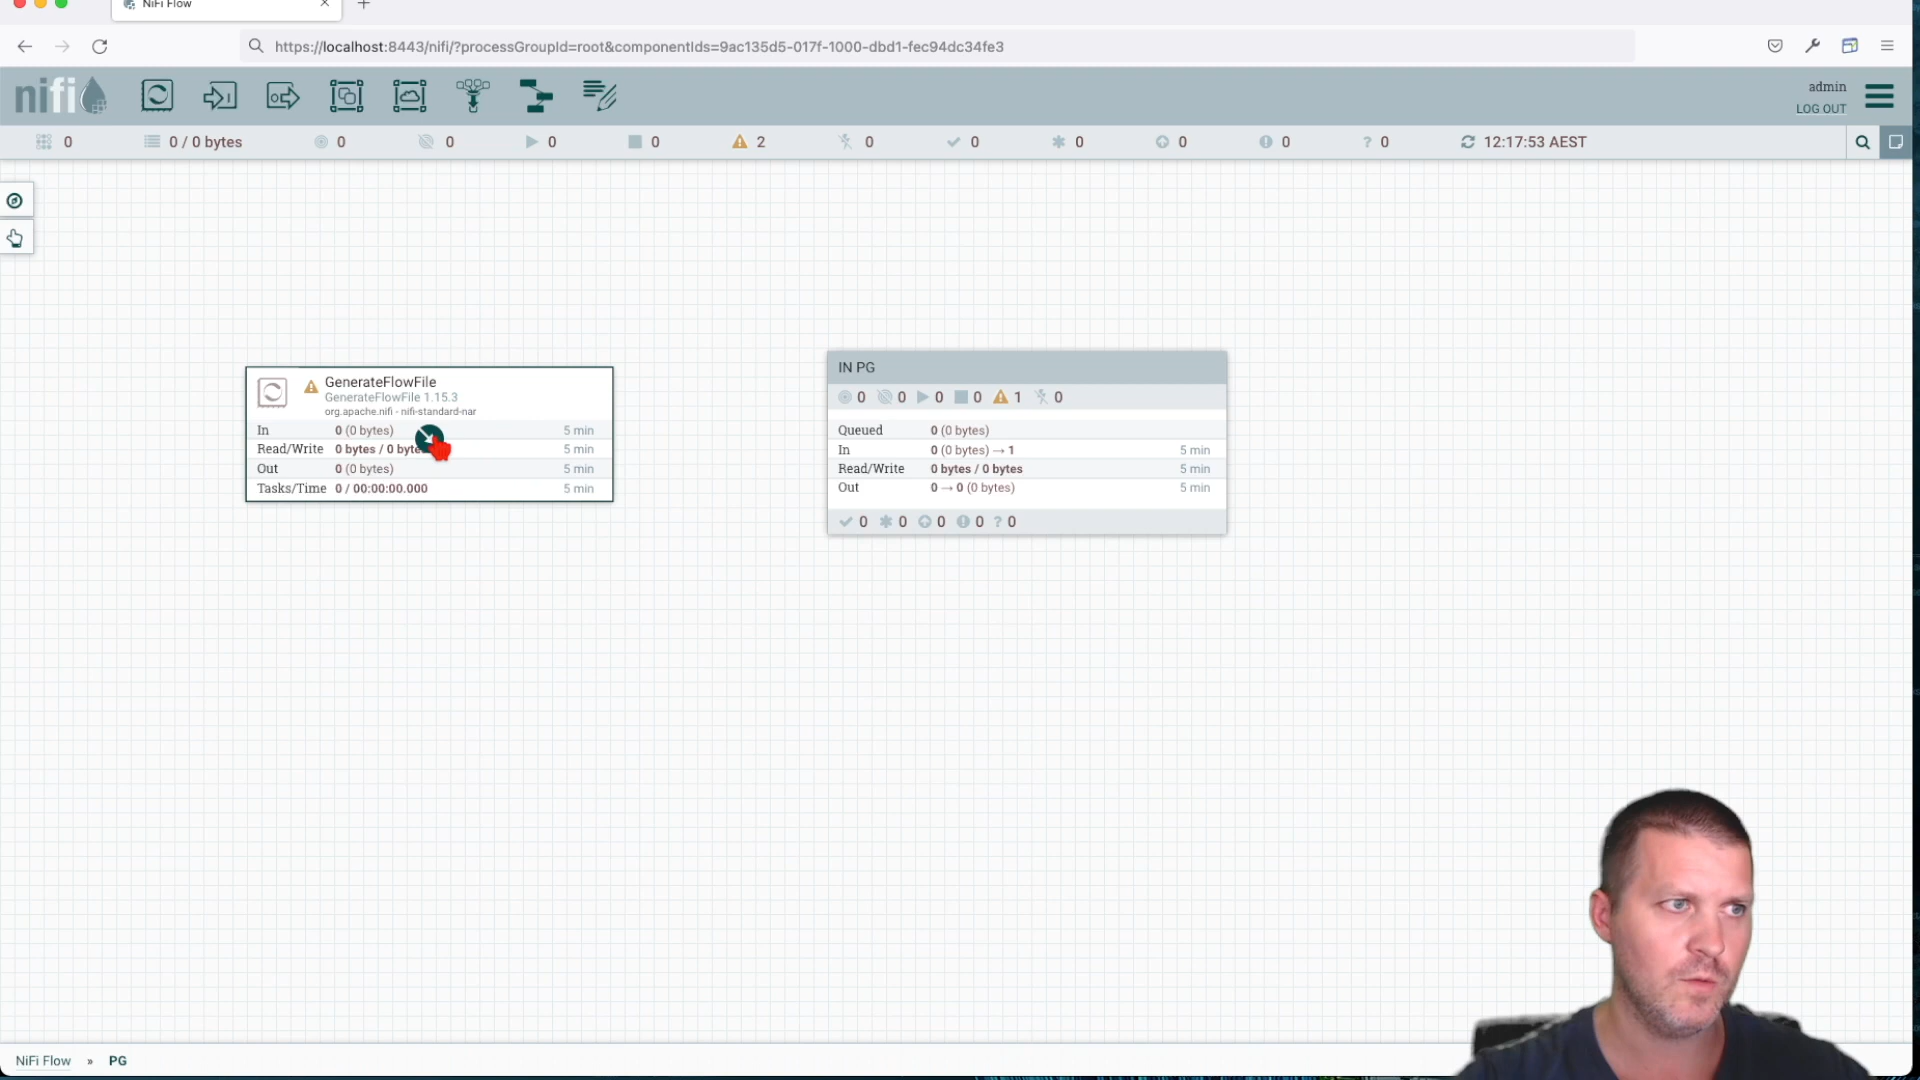 NiFi Flow
https://localhost:8443/nifi/?processGroupId=root&componentIds=9ac135d5-017f-1000-dbd1-fec94dc34fe3
nifi
admin
LOG OUT
0 0 / 0 bytes 0 0 0 0 2 0 0 0 0 0 ? 0 12:17:53 AEST
GenerateFlowFile
GenerateFlowFile 1.15.3
org.apache.nifi - nifi-standard-nar
In 0 (0 bytes) 5 min
Read/Write 0 bytes / 0 5 min
Out 0 (0 bytes) 5 min
Tasks/Time 0 / 00:00:00.000 5 min
IN PG
0 0 0 0 1 0
Queued 0 (0 bytes)
In 0 (0 bytes) → 1 5 min
Read/Write 0 bytes / 0 bytes 5 min
Out 0 → 0 (0 bytes) 5 min
0 0 0 0 ? 0
NiFi Flow » PG